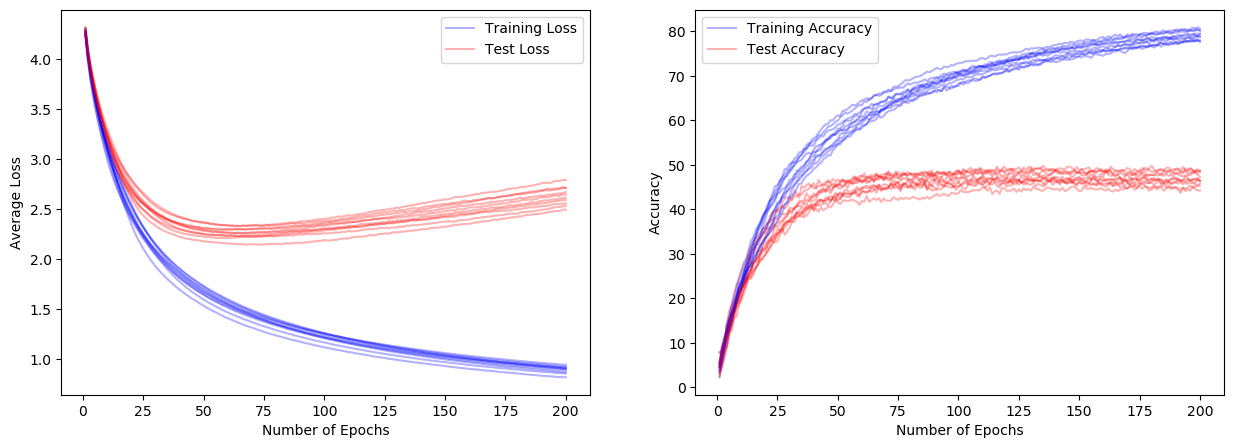 Training Loss
Test Loss
4.0
3.5
3.0
2.5
2.0
1.5
1.0
Average Loss
0 25 50 75 100 125 150 175 200
Number of Epochs
Training Accuracy
Test Accuracy
80
70
60
50
40
30
20
10
0
Accuracy
0 25 50 75 100 125 150 175 200
Number of Epochs